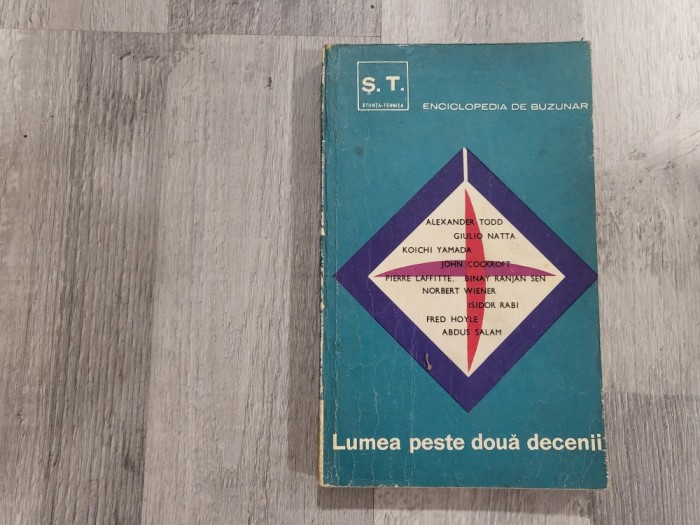 Ș. T.
ȘTIINȚA-TEHNICA
ENCICLOPEDIA DE BUZUNAR
ALEXANDER TODD
GIULIO NATTA
KOICHI YAMADA
JOHN COCKROFT
PIERRE LAFFITTE, BINAY RANJAN SEN
NORBERT WIENER
ISIDOR RABI
FRED HOYLE
ABDUS SALAM
Lumea peste două decenii